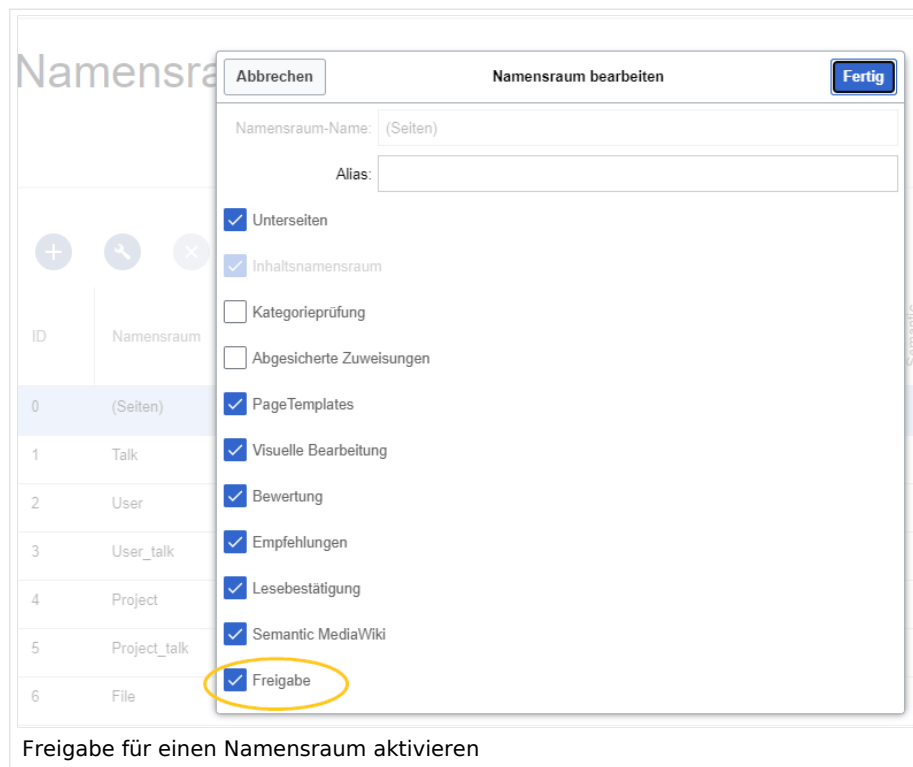 Namensra
Abbrechen
Namensraum bearbeiten
Fertig
Namensraum-Name: (Seiten)
Alias:
Unterseiten
Inhaltsnamensraum
Kategorieprüfung
Abgesicherte Zuweisungen
PageTemplates
Visuelle Bearbeitung
Bewertung
Empfehlungen
Lesebestätigung
Semantic MediaWiki
Freigabe
ID Namensraum Semantic
0 (Seiten)
1 Talk
2 User
3 User_talk
4 Project
5 Project_talk
6 File
Freigabe für einen Namensraum aktivieren